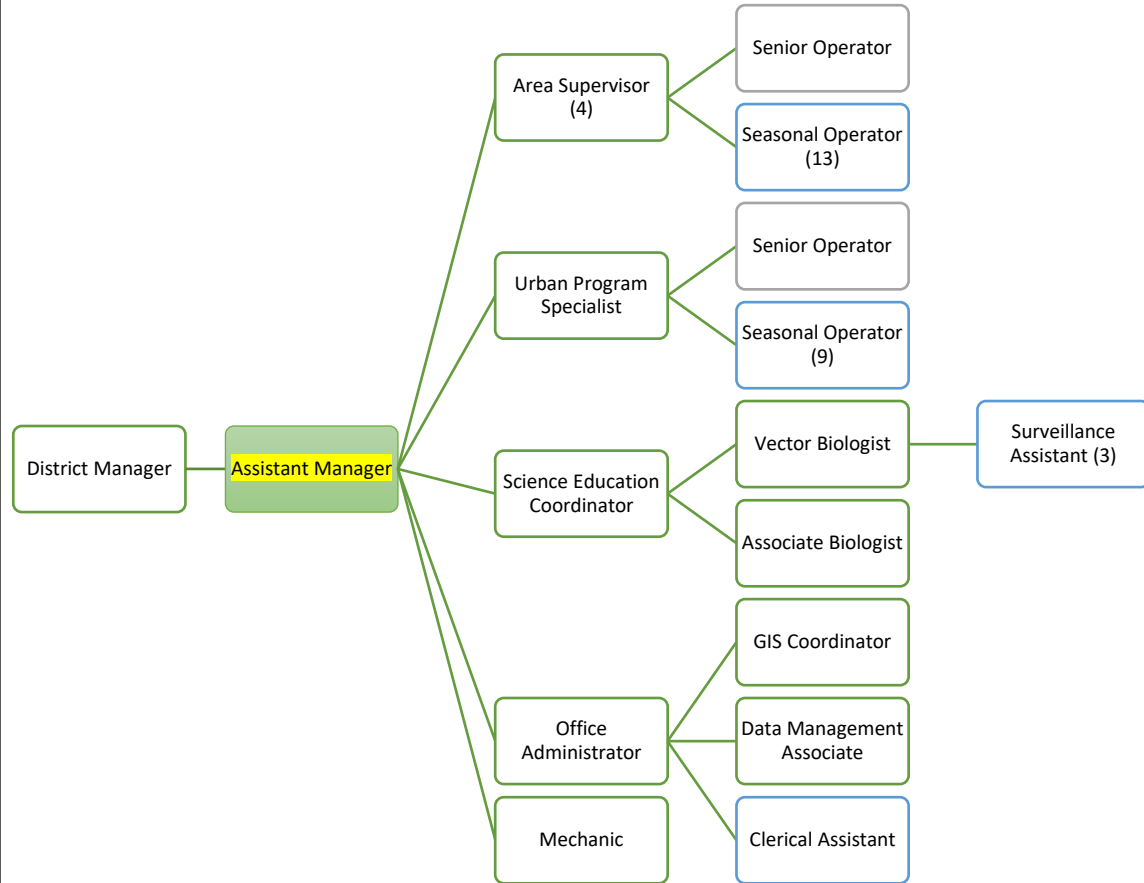 Senior Operator
Area Supervisor
(4)
Seasonal Operator
(13)
Senior Operator
Urban Program
Specialist
Seasonal Operator
(9)
District Manager
Assistant Manager
Vector Biologist
Surveillance
Assistant (3)
Science Education
Coordinator
Associate Biologist
GIS Coordinator
Office
Administrator
Data Management
Associate
Mechanic
Clerical Assistant